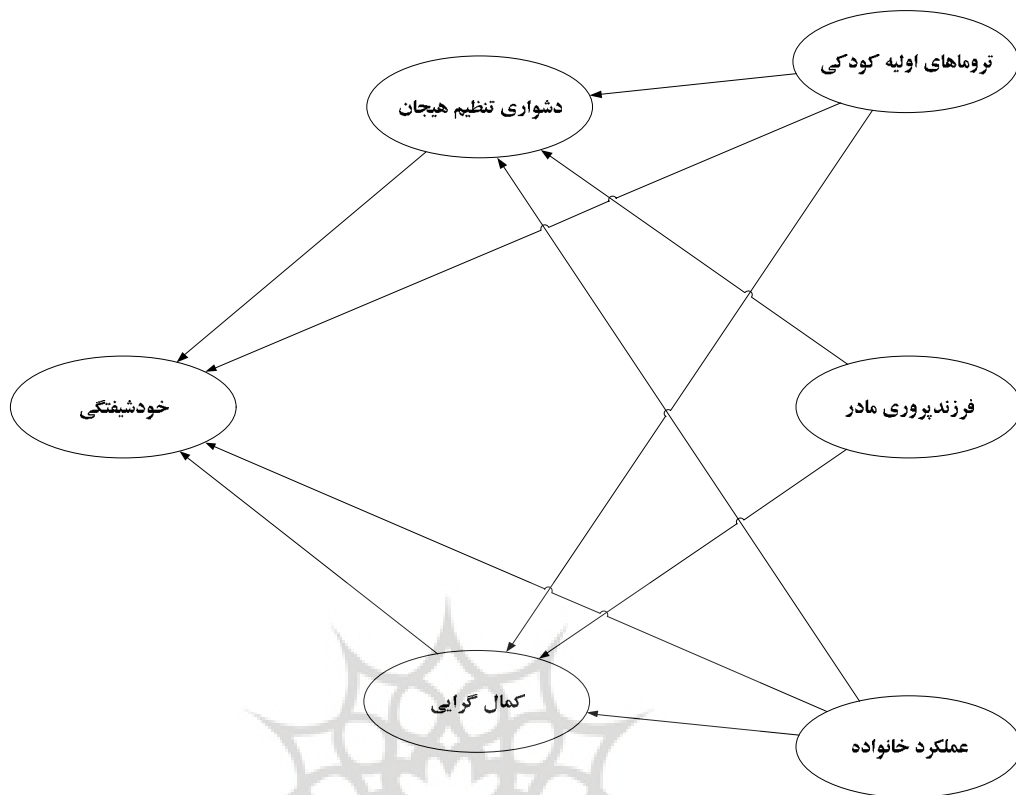 تروماهای اولیه کودکی
دشواری تنظیم هیجان
فرزندپروری مادر
خودشیفتگی
کمال گرایی
عملکرد خانواده